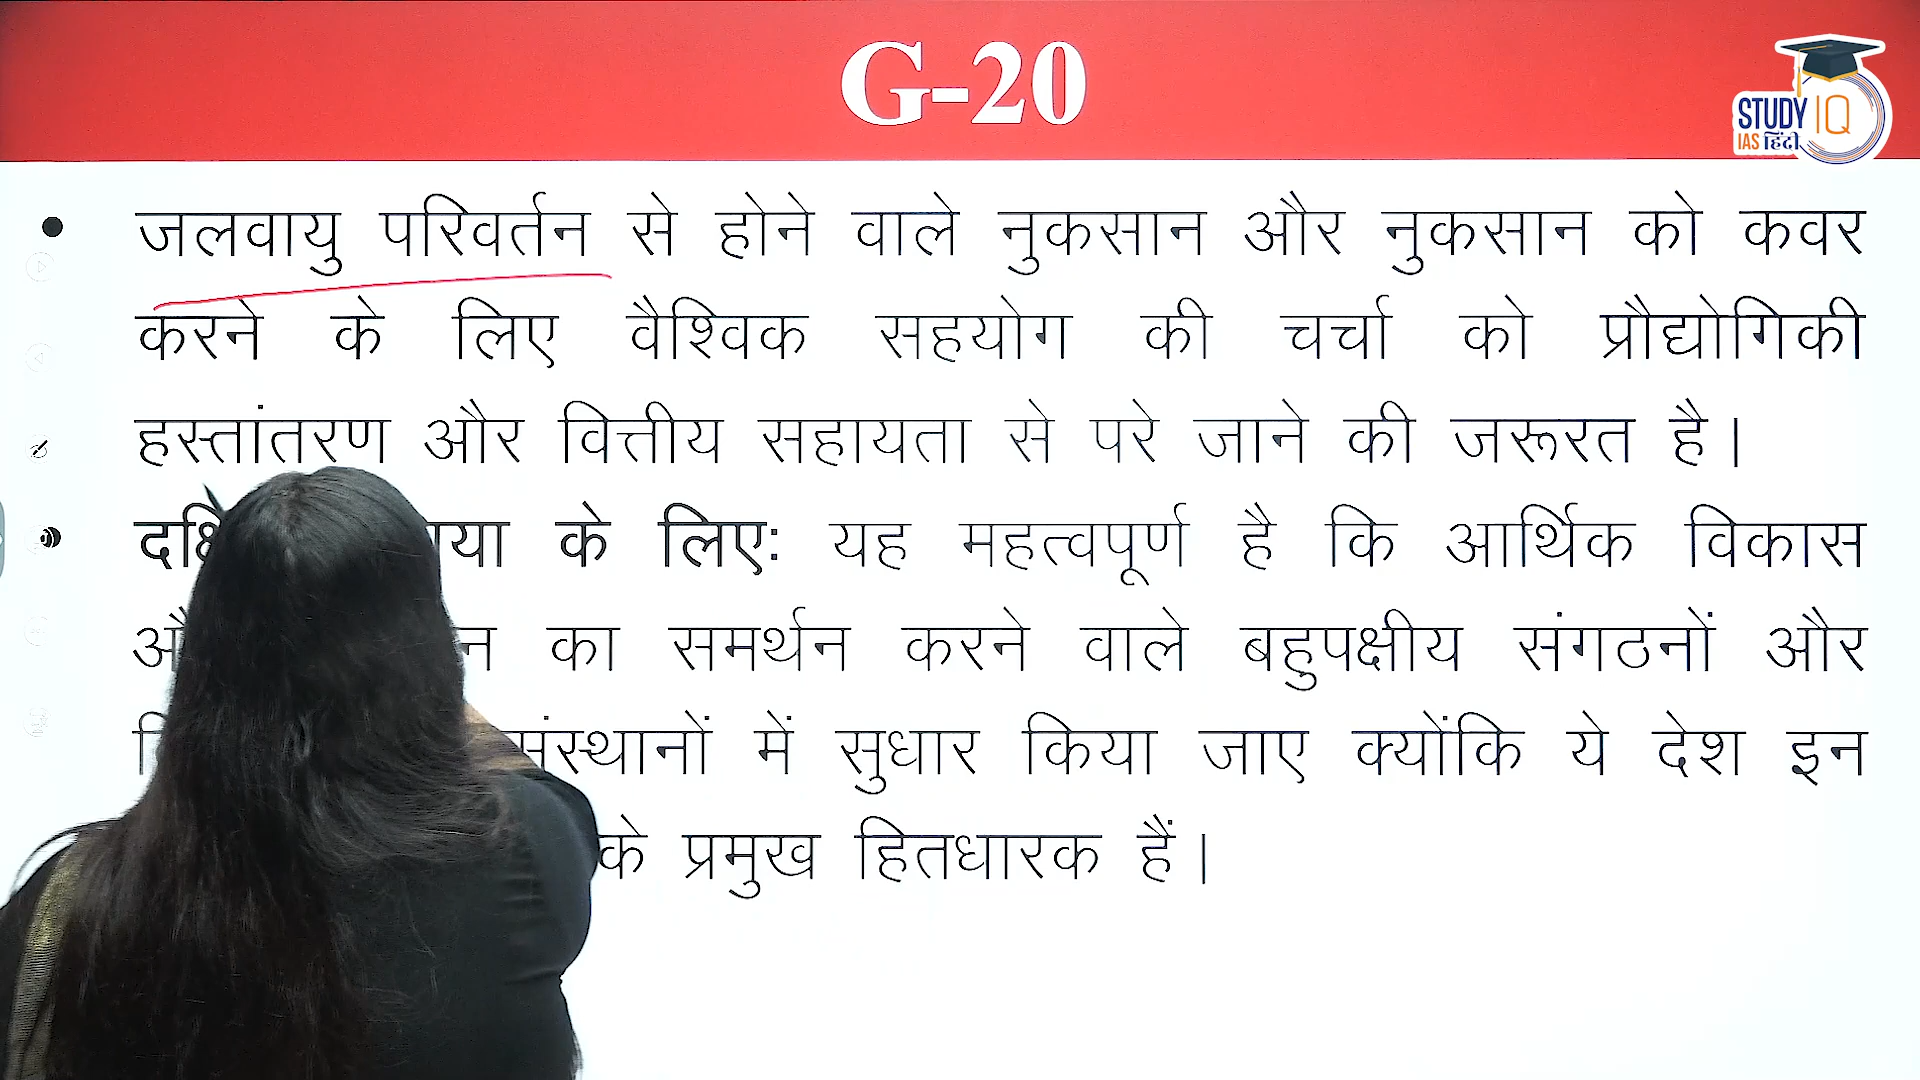 G-20
STUDY IQ
IAS हिंदी
जलवायु परिवर्तन से होने वाले नुकसान और नुकसान को कवर
करने के लिए वैश्विक सहयोग की चर्चा को प्रौद्योगिकी
हस्तांतरण और वित्तीय सहायता से परे जाने की जरूरत है।
के लिए: यह महत्वपूर्ण है कि आर्थिक विकास
का समर्थन करने वाले बहुपक्षीय संगठनों और
संस्थानों में सुधार किया जाए क्योंकि ये देश इन
के प्रमुख हितधारक हैं।